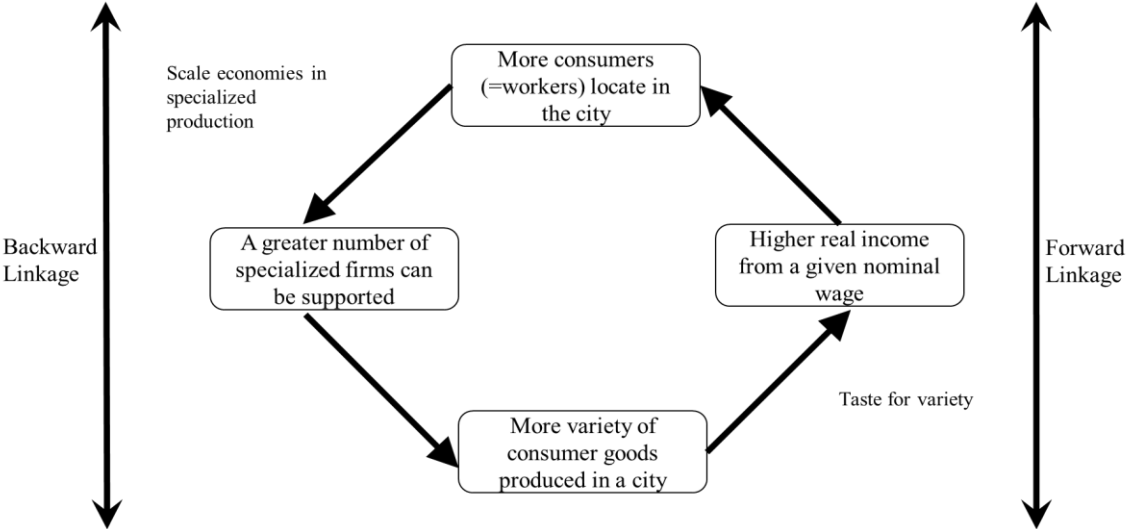 More consumers
(=workers) locate in
the city
Scale economies in
specialized
production
Backward
Linkage
A greater number of
specialized firms can
be supported
Higher real income
from a given nominal
wage
Forward
Linkage
Taste for variety
More variety of
consumer goods
produced in a city